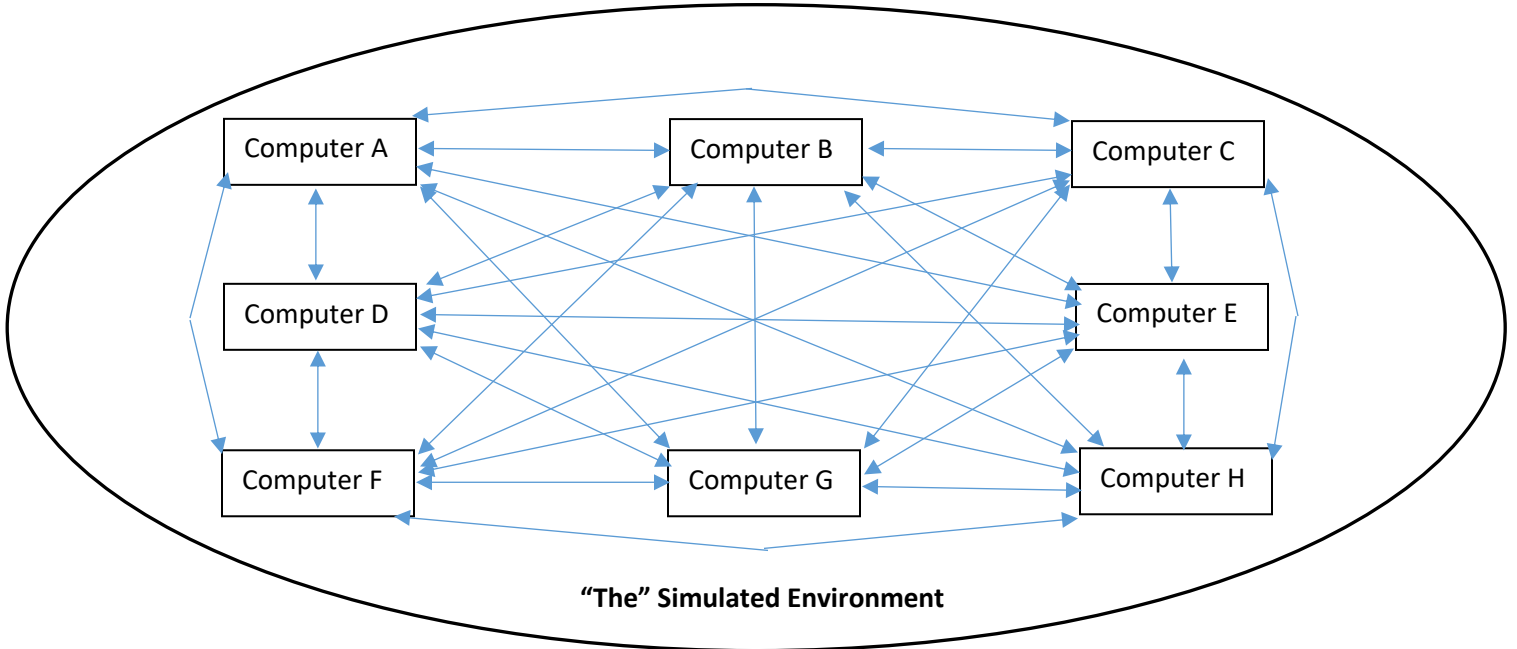 Computer A
Computer B
Computer C
Computer D
Computer E
Computer F
Computer G
Computer H
“The” Simulated Environment